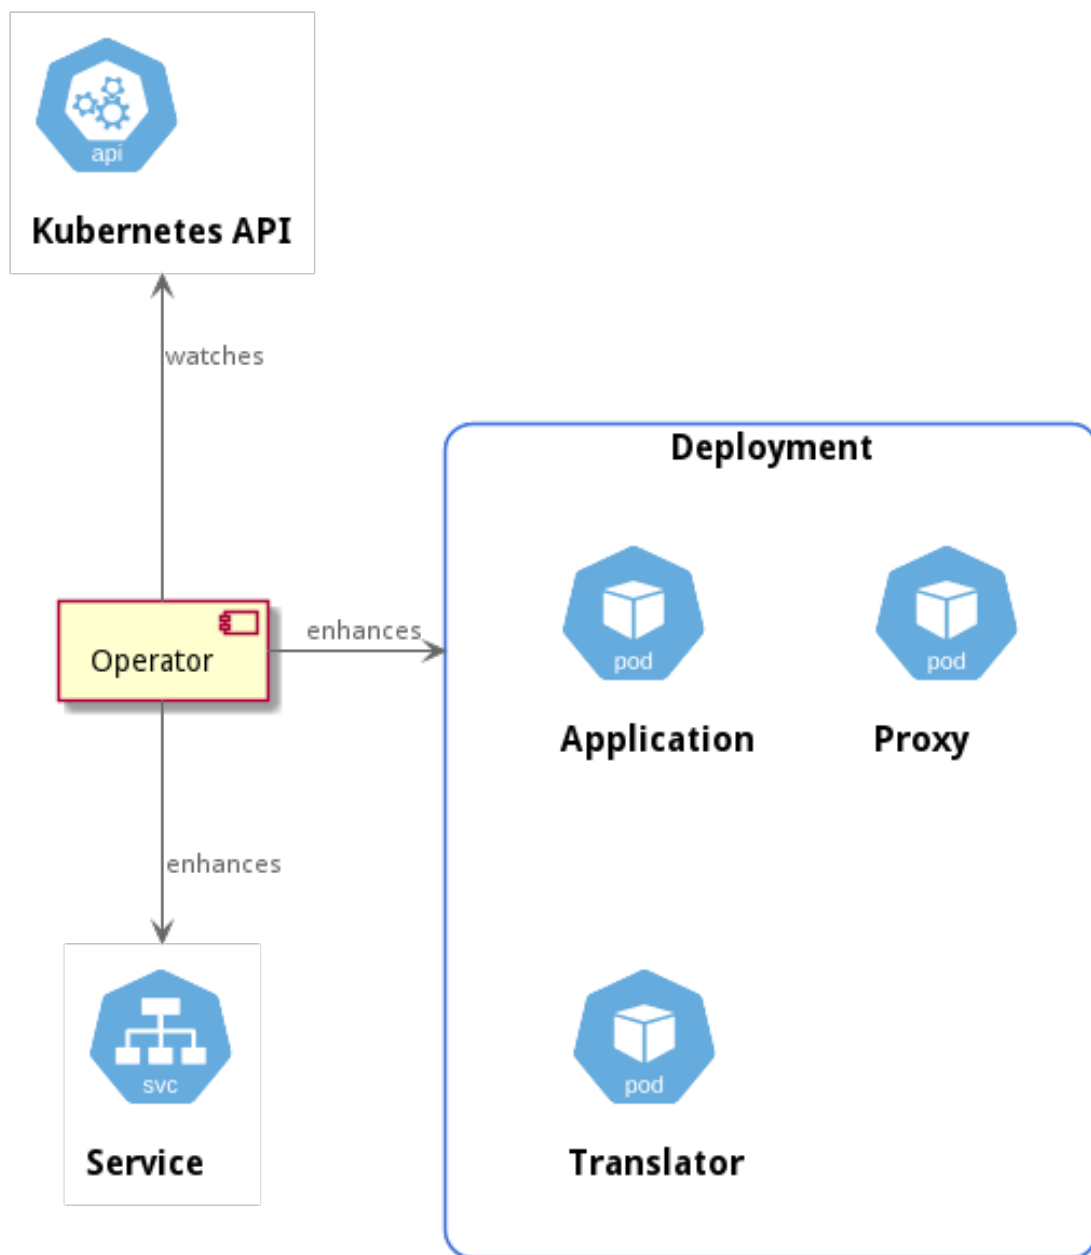 api
Kubernetes API
watches
Deployment
enhances
Operator
pod
pod
Application
Proxy
enhances
svc
pod
Service
Translator